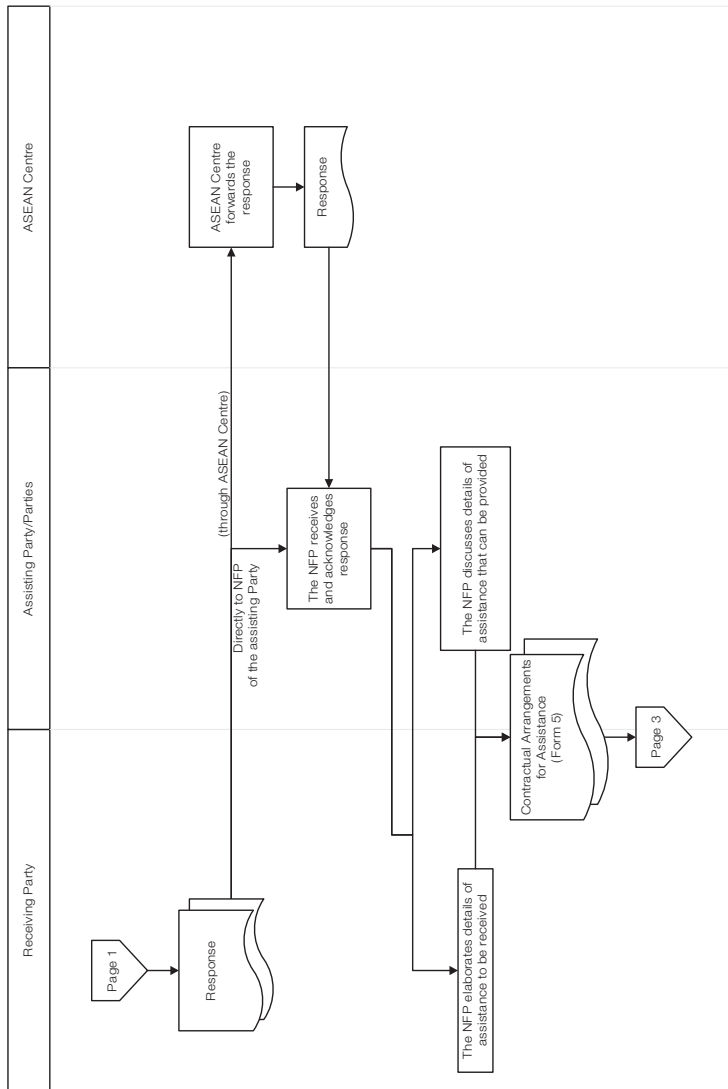 Receiving Party
Assisting Party/Parties
ASEAN Centre
Page 1
Response
Directly to NFP
of the assisting Party
(through ASEAN Centre)
ASEAN Centre
forwards the
response
Response
The NFP receives
and acknowledges
response
The NFP elaborates details of
assistance to be received
The NFP discusses details of
assistance that can be provided
Contractual Arrangements
for Assistance
(Form 5)
Page 3